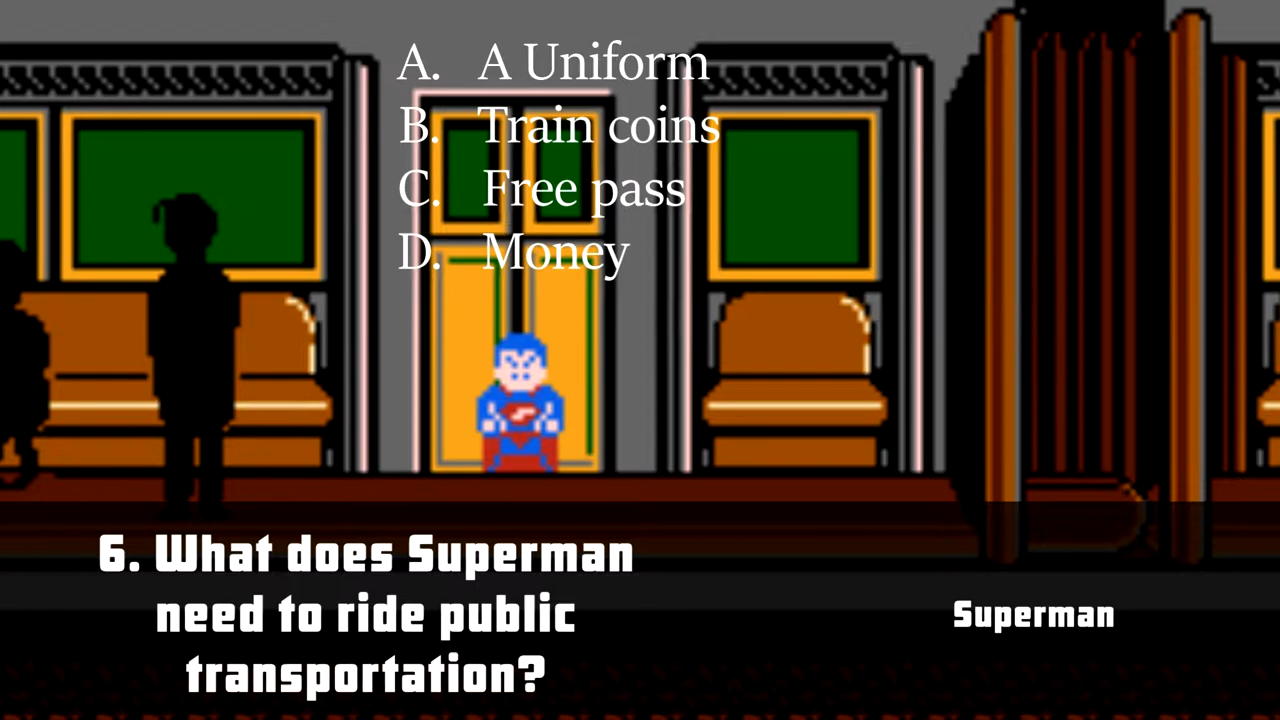 A. A Uniform
B. Train coins
C. Free pass
D. Money
6. What does Superman
need to ride public
transportation?
Superman